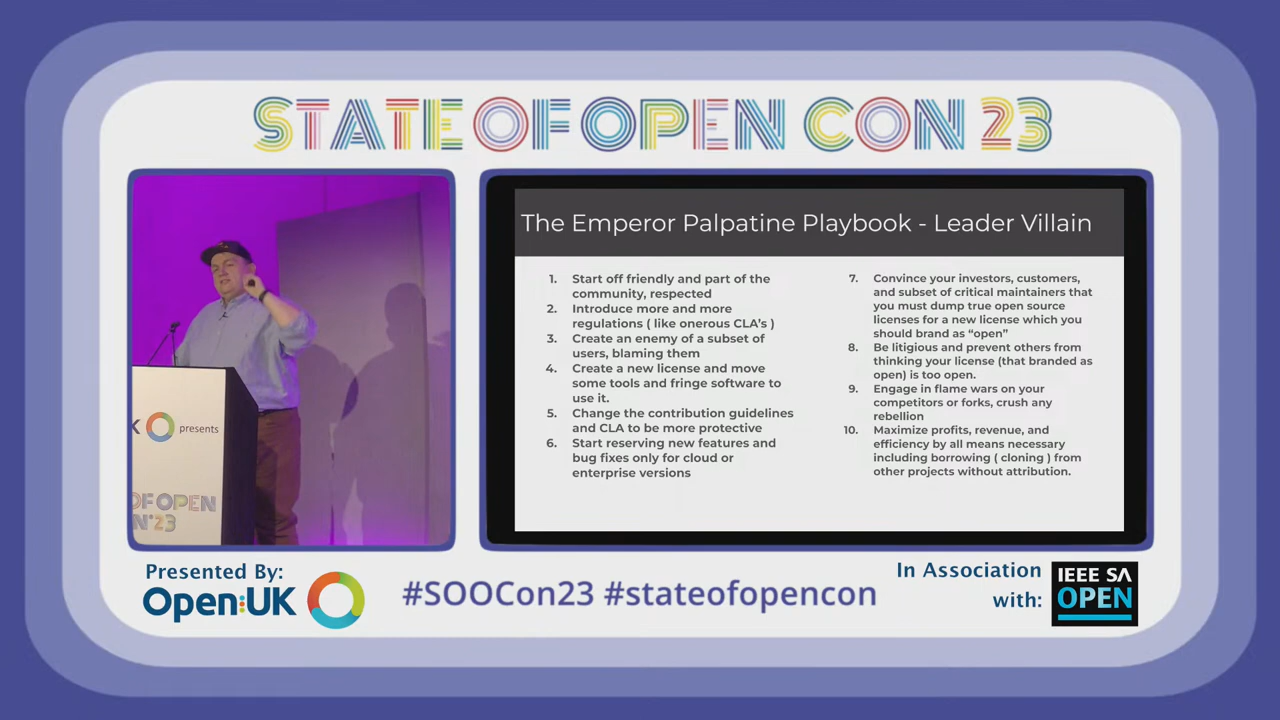 STATE OF OPEN CON 23
K presents
OF OPEN
N'23
The Emperor Palpatine Playbook - Leader Villain
1. Start off friendly and part of the
community, respected
2. Introduce more and more
regulations ( like onerous CLA's )
3. Create an enemy of a subset of
users, blaming them
4. Create a new license and move
some tools and fringe software to
use it.
5. Change the contribution guidelines
and CLA to be more protective
6. Start reserving new features and
bug fixes only for cloud or
enterprise versions
7. Convince your investors, customers,
and subset of critical maintainers that
you must dump true open source
licenses for a new license which you
should brand as “open”
8. Be litigious and prevent others from
thinking your license (that branded as
open) is too open.
9. Engage in flame wars on your
competitors or forks, crush any
rebellion
10. Maximize profits, revenue, and
efficiency by all means necessary
including borrowing ( cloning ) from
other projects without attribution.
Presented By:
Open:UK
#SOOCon23 #stateofopencon
In Association
with:
IEEE SA
OPEN